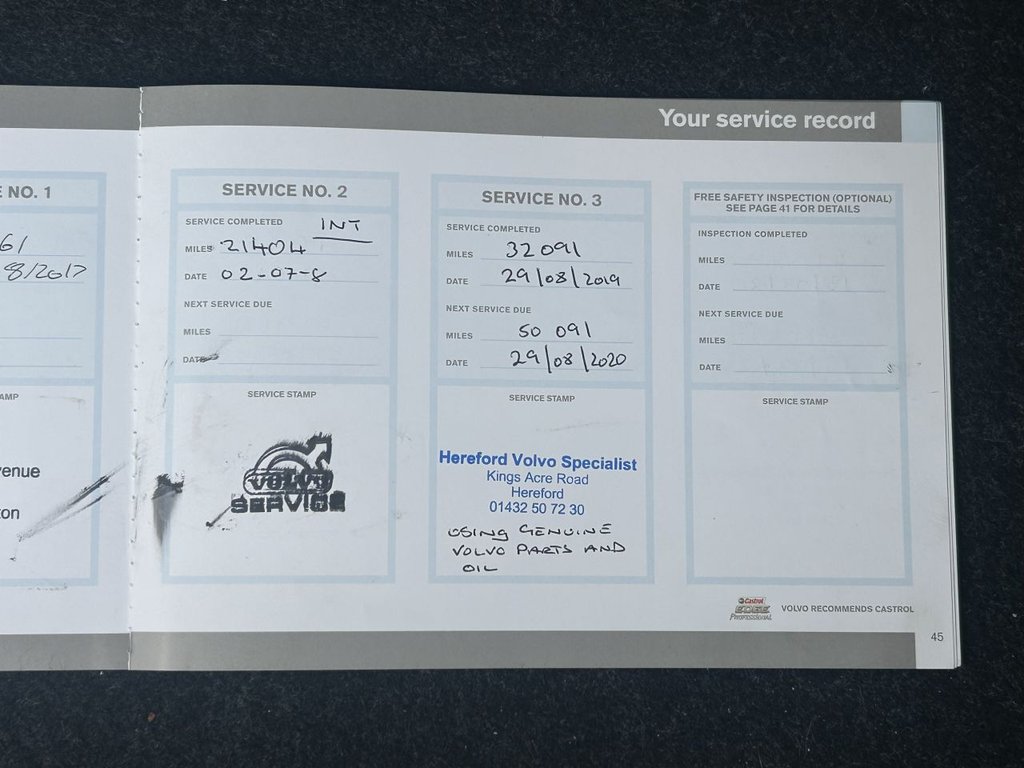 Your service record
E NO. 1
61
8/2017
AMP
venue
ton
SERVICE NO. 2
SERVICE COMPLETED INT
MILES 21404
DATE 02-07-8
NEXT SERVICE DUE
MILES
DATE
SERVICE STAMP
VOLVO
SERVICE
SERVICE NO. 3
SERVICE COMPLETED
MILES 32 091
DATE 29/08/2019
NEXT SERVICE DUE
MILES 50 091
DATE 29/08/2020
SERVICE STAMP
Hereford Volvo Specialist
Kings Acre Road
Hereford
01432 50 72 30
USING GENUINE
VOLVO PARTS AND
OIL
FREE SAFETY INSPECTION (OPTIONAL)
SEE PAGE 41 FOR DETAILS
INSPECTION COMPLETED
MILES
DATE
NEXT SERVICE DUE
MILES
DATE
SERVICE STAMP
Castrol
EDGE
PROFESSIONAL
VOLVO RECOMMENDS CASTROL
45